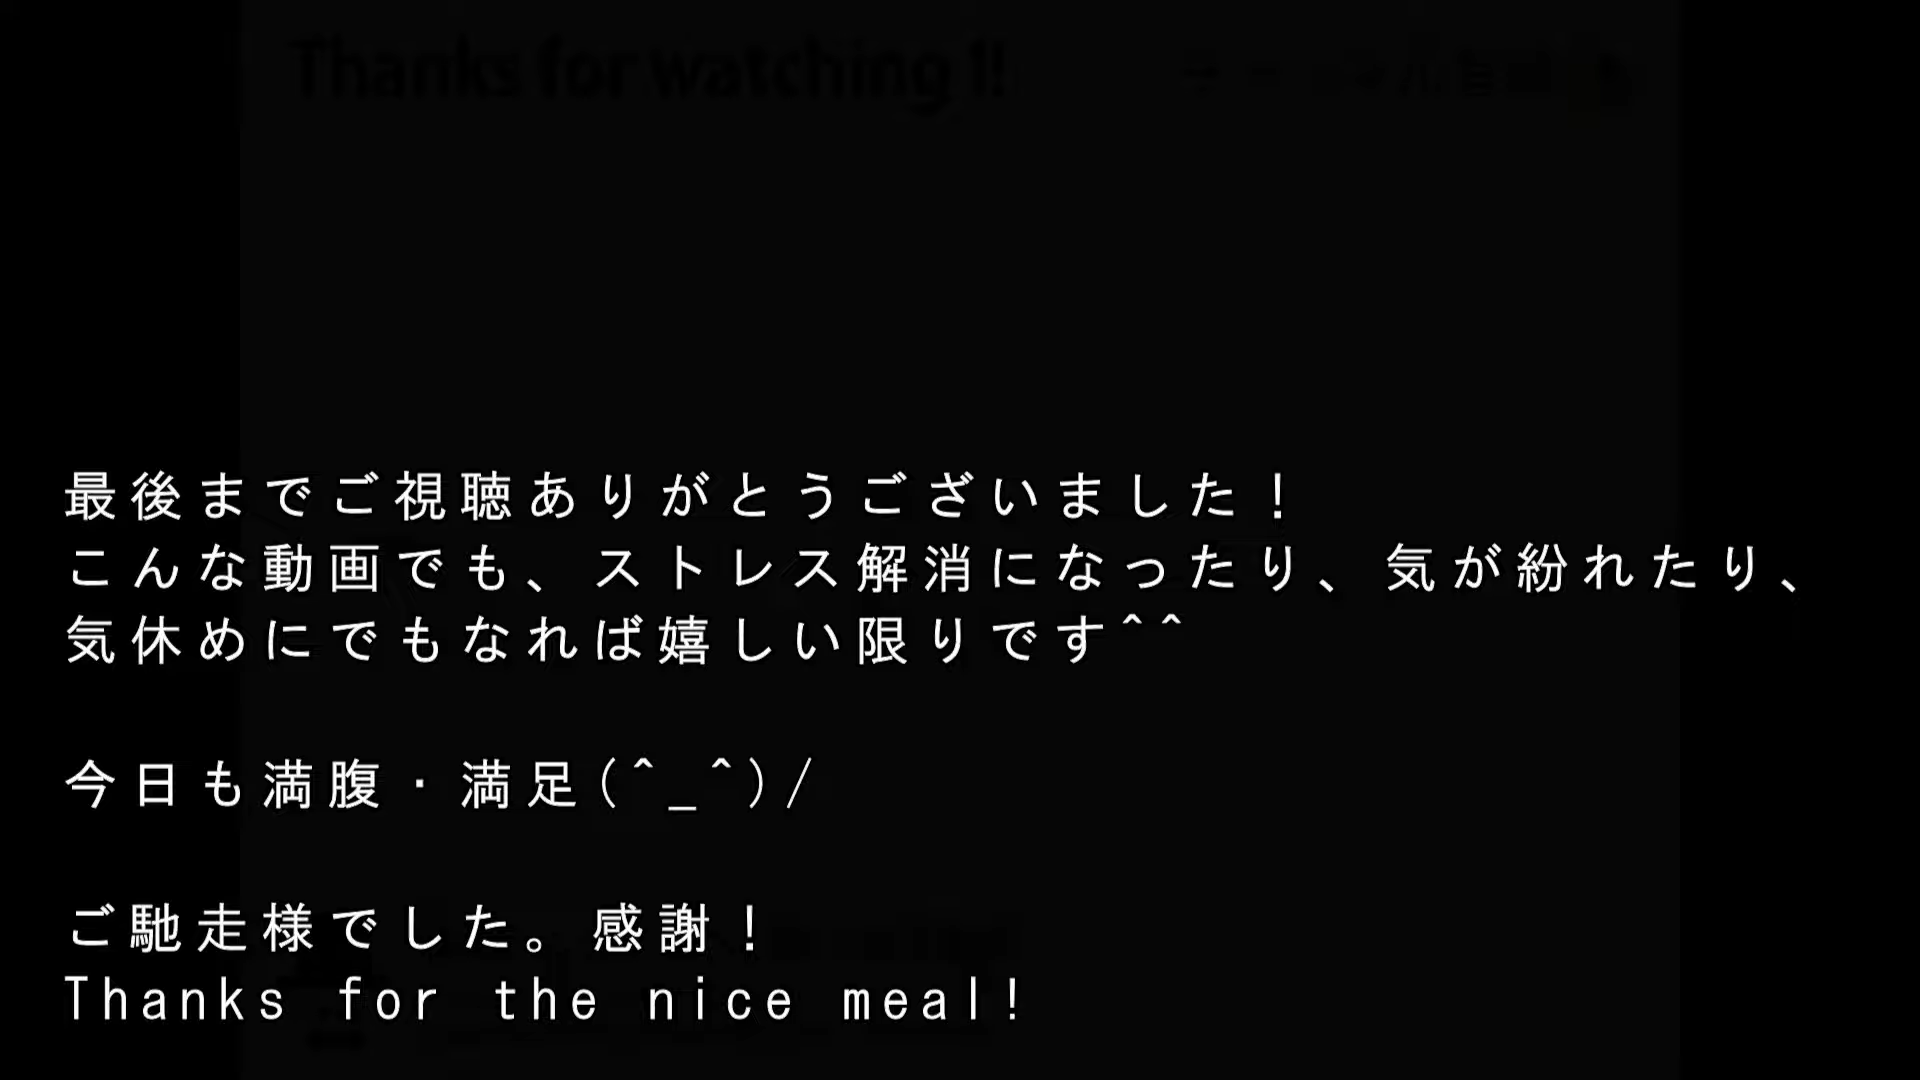 Thanks for watching !!
最後までご視聴ありがとうございました！
こんな動画でも、ストレス解消になったり、気が紛れたり、
気休めにでもなれば嬉しい限りです^^
今日も満腹・満足(^_^)/
ご馳走様でした。感謝！
Thanks for the nice meal!